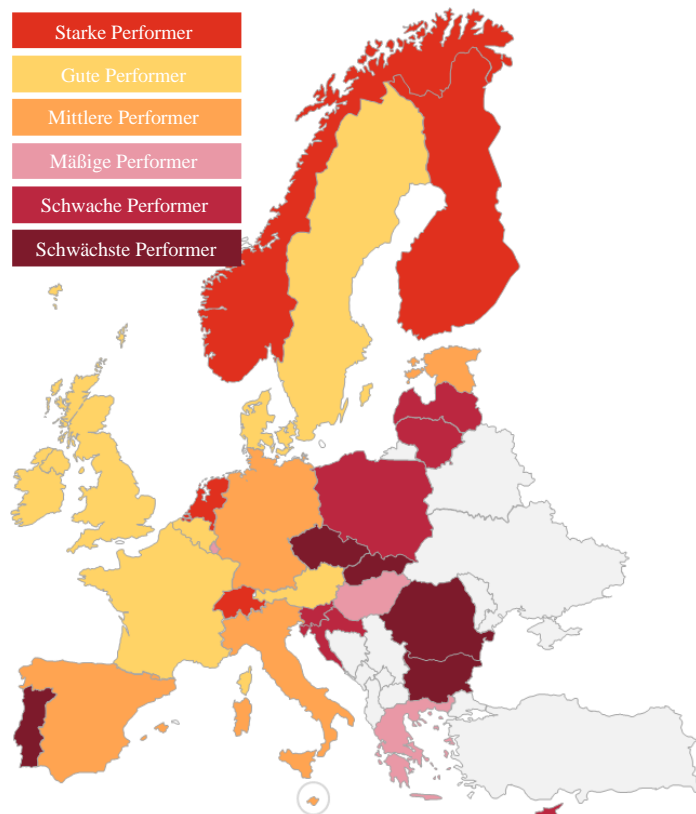 Starke Performer
Gute Performer
Mittlere Performer
Mäßige Performer
Schwache Performer
Schwächste Performer